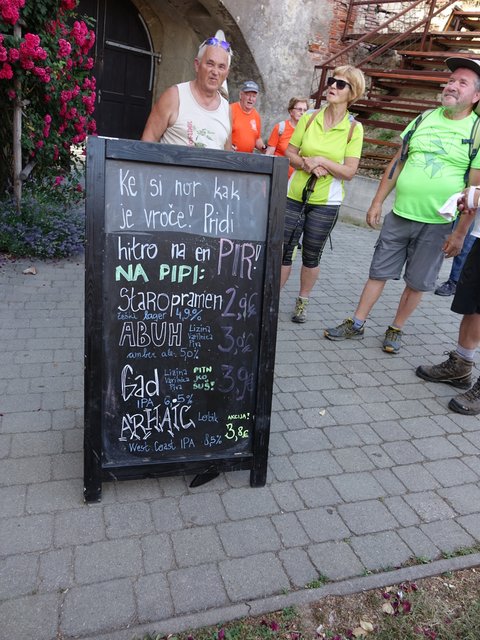 Ke si nor kak
je vroče! Pridi
hitro na en PIR!
NA PIPI:
Staropramen 2,9€
češki lager 4,9%
ABUH Lizina Varilnica Piva 3,9€
amber ale 5,0%
Gad Lizina Varilnica Piva PITN KO SUŠ! 3,9€
IPA 6,5%
ARHAIC Lobik AKCIJA! 3,8€
West Coast IPA 8,5%